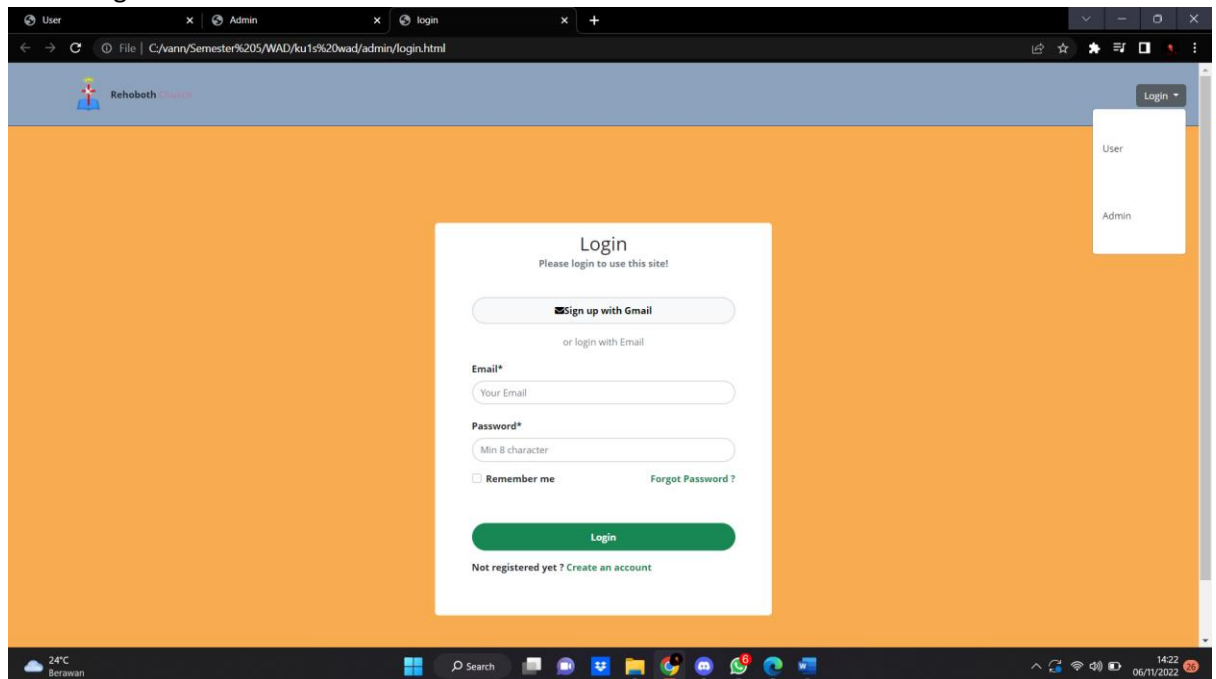 User
Admin
login
File | C:/vann/Semester%205/WAD/ku1s%20wad/admin/login.html
Rehoboth Church
Login
User
Admin
Login
Please login to use this site!
Sign up with Gmail
or login with Email
Email*
Your Email
Password*
Min 8 character
Remember me Forgot Password ?
Login
Not registered yet ? Create an account
24°C
Berawan
Search
6
14:22
06/11/2022
26